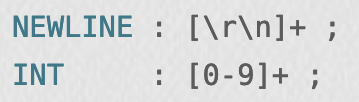 NEWLINE : [\r\n]+ ;
INT     : [0-9]+ ;